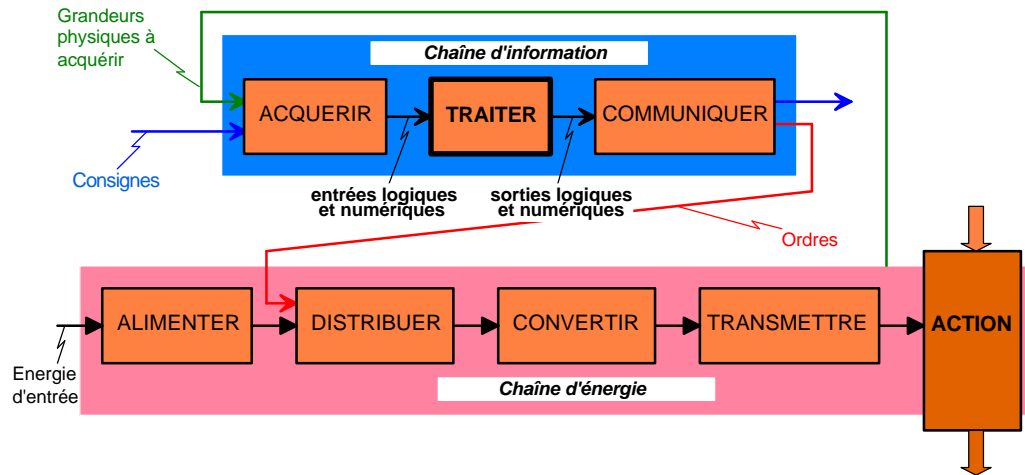 Grandeurs
physiques à
acquérir
Chaîne d'information
ACQUERIR
TRAITER
COMMUNIQUER
Consignes
entrées logiques
et numériques
sorties logiques
et numériques
Ordres
ALIMENTER
DISTRIBUER
CONVERTIR
TRANSMETTRE
ACTION
Energie
d'entrée
Chaîne d'énergie